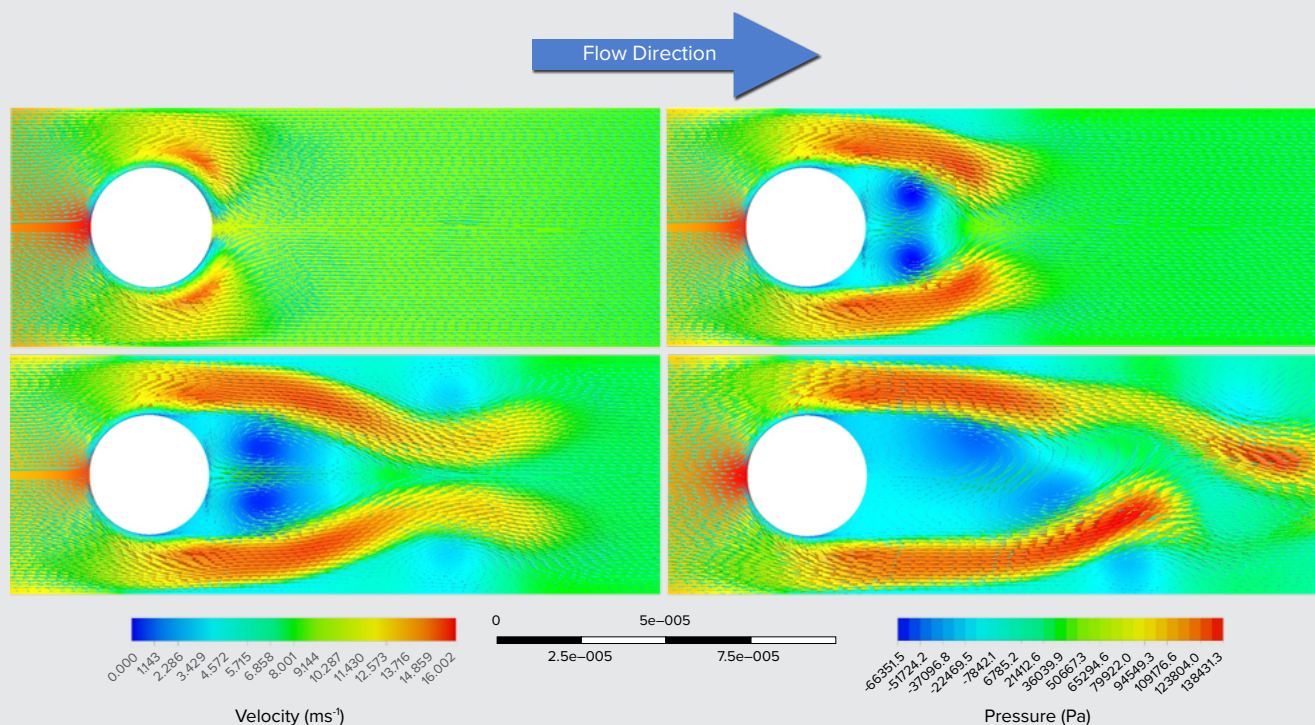 Flow Direction
0 5e–005
2.5e–005 7.5e–005
0.000 1.143 2.286 3.429 4.572 5.715 6.858 8.001 9.144 10.287 11.430 12.573 13.716 14.859 16.002
Velocity (ms⁻¹)
-66351.5 -51724.2 -37096.8 -22469.5 -7842.1 6785.2 21412.6 36039.9 50667.3 65294.6 79922.0 94549.3 109176.6 123804.0 138431.3
Pressure (Pa)